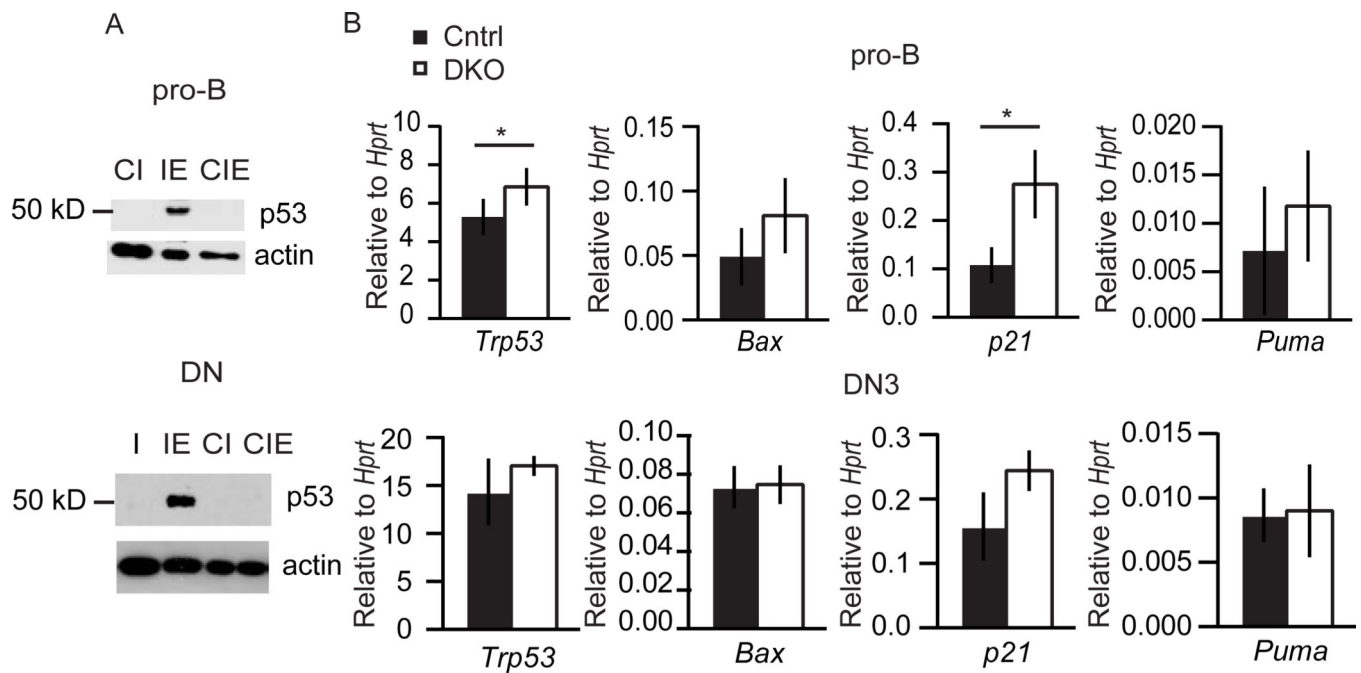 A
pro-B
CI IE CIE
50 kD
p53
actin
DN
I IE CI CIE
50 kD
p53
actin
B
Cntrl
DKO
pro-B
Relative to Hprt
10
8
6
4
2
0
*
Trp53
Relative to Hprt
0.15
0.10
0.05
0.00
Bax
Relative to Hprt
0.4
0.3
0.2
0.1
0.0
*
p21
Relative to Hprt
0.020
0.015
0.010
0.005
0.000
Puma
DN3
Relative to Hprt
20
15
10
5
0
Trp53
Relative to Hprt
0.10
0.08
0.06
0.04
0.02
0.00
Bax
Relative to Hprt
0.3
0.2
0.1
0.0
p21
Relative to Hprt
0.015
0.010
0.005
0.000
Puma